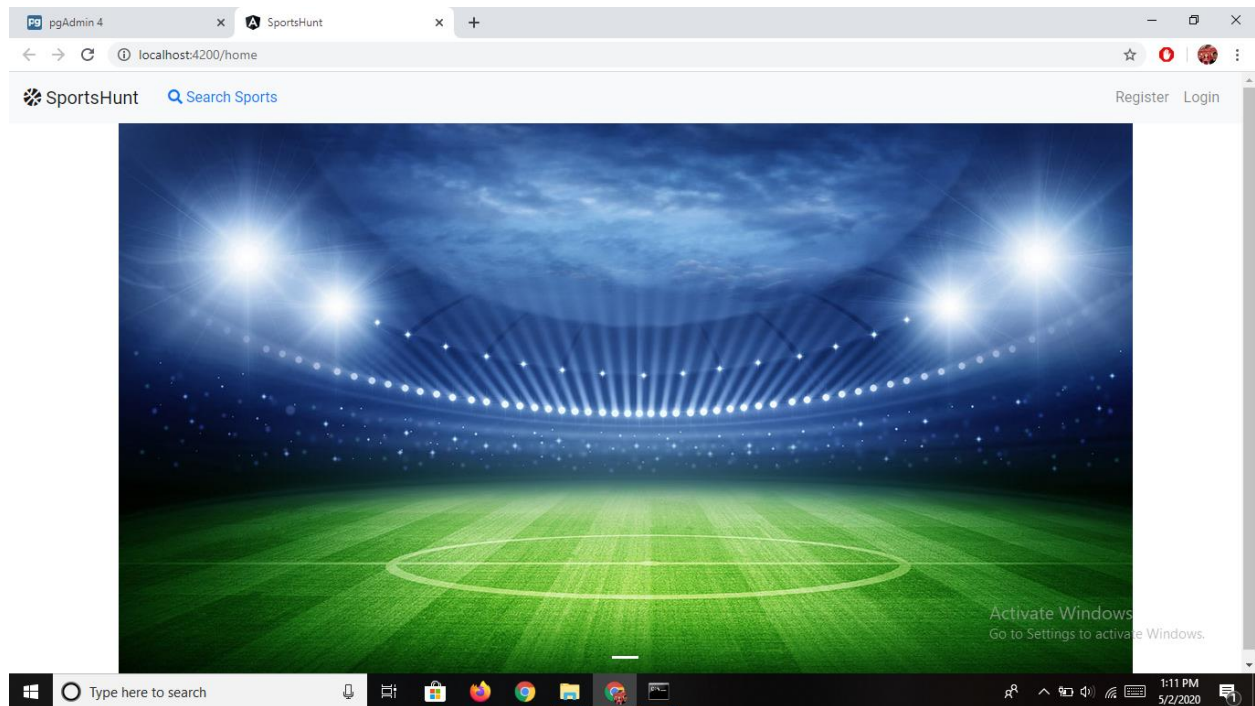 pgAdmin 4
SportsHunt
localhost:4200/home
SportsHunt
Search Sports
Register
Login
Activate Windows
Go to Settings to activate Windows.
Type here to search
1:11 PM
5/2/2020